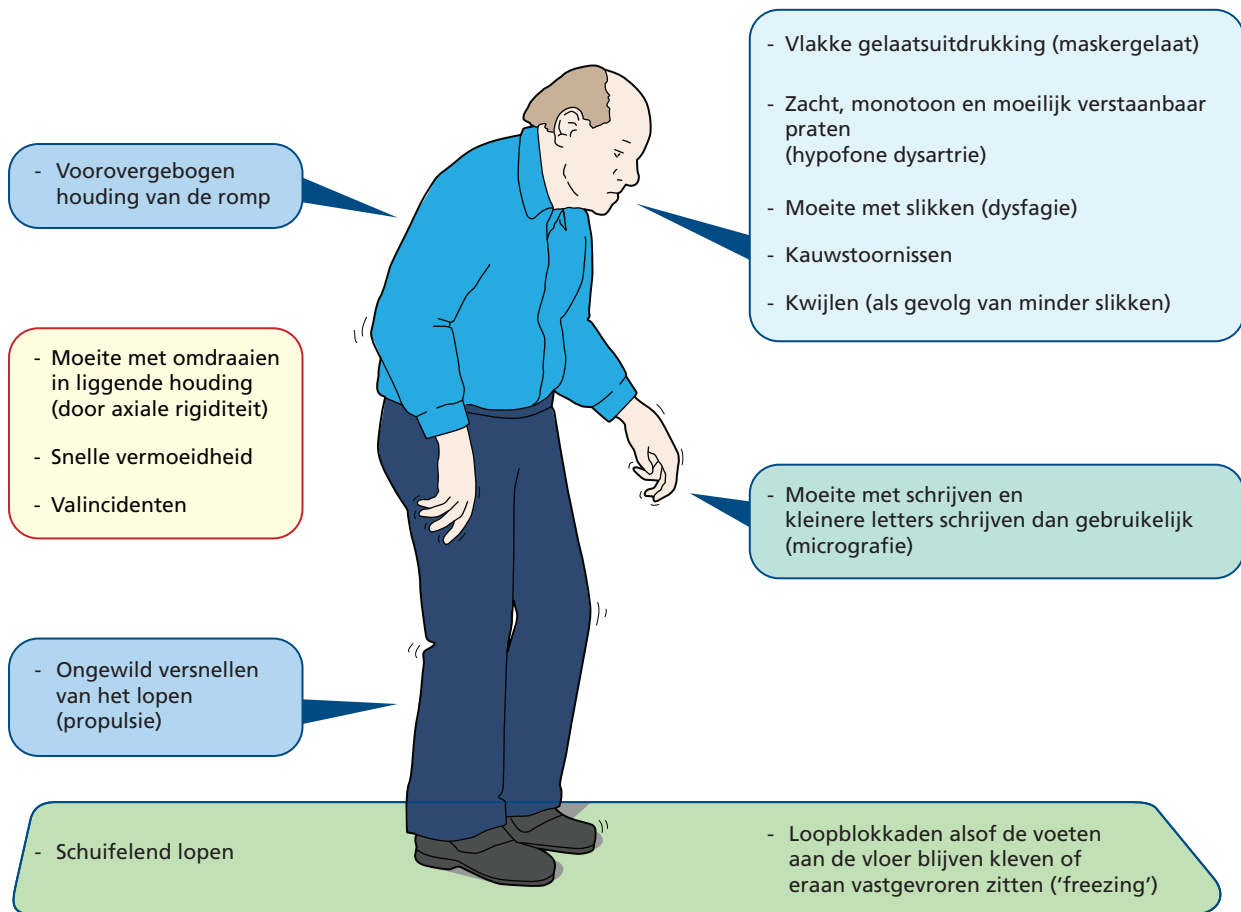 - Voorovergebogen
houding van de romp
- Moeite met omdraaien
in liggende houding
(door axiale rigiditeit)
- Snelle vermoeidheid
- Valincidenten
- Ongewild versnellen
van het lopen
(propulsie)
- Schuifelend lopen
- Vlakke gelaatsuitdrukking (maskergelaat)
- Zacht, monotoon en moeilijk verstaanbaar
praten
(hypofone dysartrie)
- Moeite met slikken (dysfagie)
- Kauwstoornissen
- Kwijlen (als gevolg van minder slikken)
- Moeite met schrijven en
kleinere letters schrijven dan gebruikelijk
(micrografie)
- Loopblokkaden alsof de voeten
aan de vloer blijven kleven of
eraan vastgevroren zitten (‘freezing’)